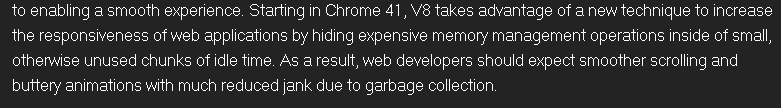 to enabling a smooth experience. Starting in Chrome 41, V8 takes advantage of a new technique to increase
the responsiveness of web applications by hiding expensive memory management operations inside of small,
otherwise unused chunks of idle time. As a result, web developers should expect smoother scrolling and
buttery animations with much reduced jank due to garbage collection.